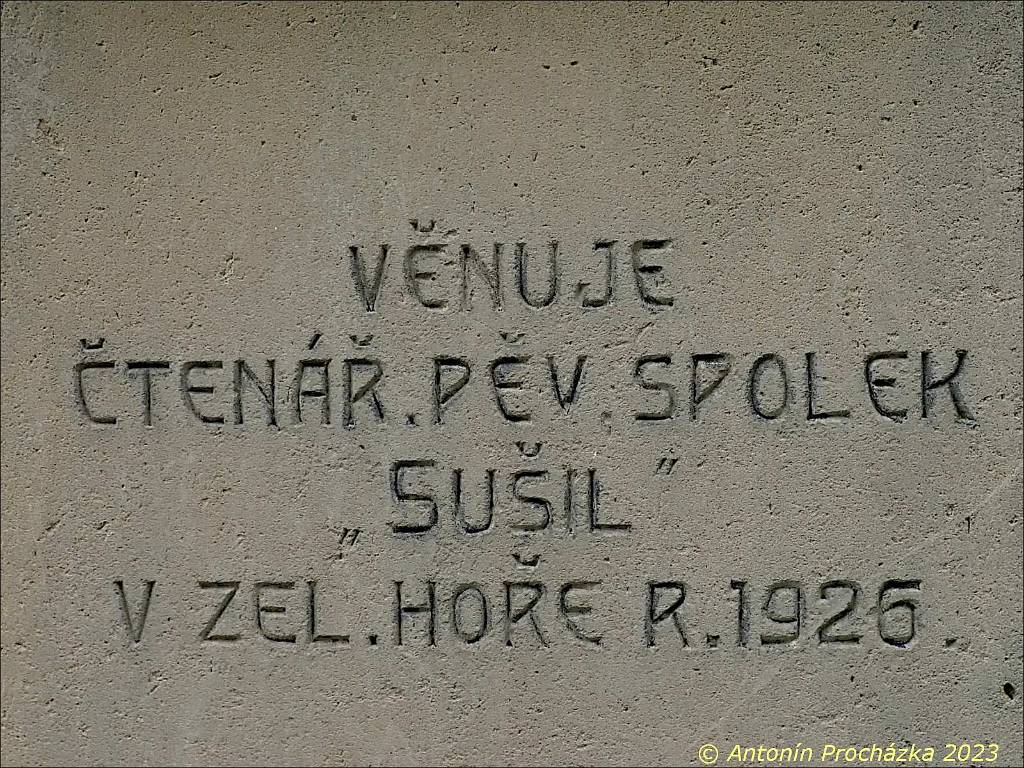 VĚNUJE
ČTENÁŘ.PĚV.SPOLEK
„SUŠIL"
V ZEL.HOŘE R.1926.
© Antonín Procházka 2023